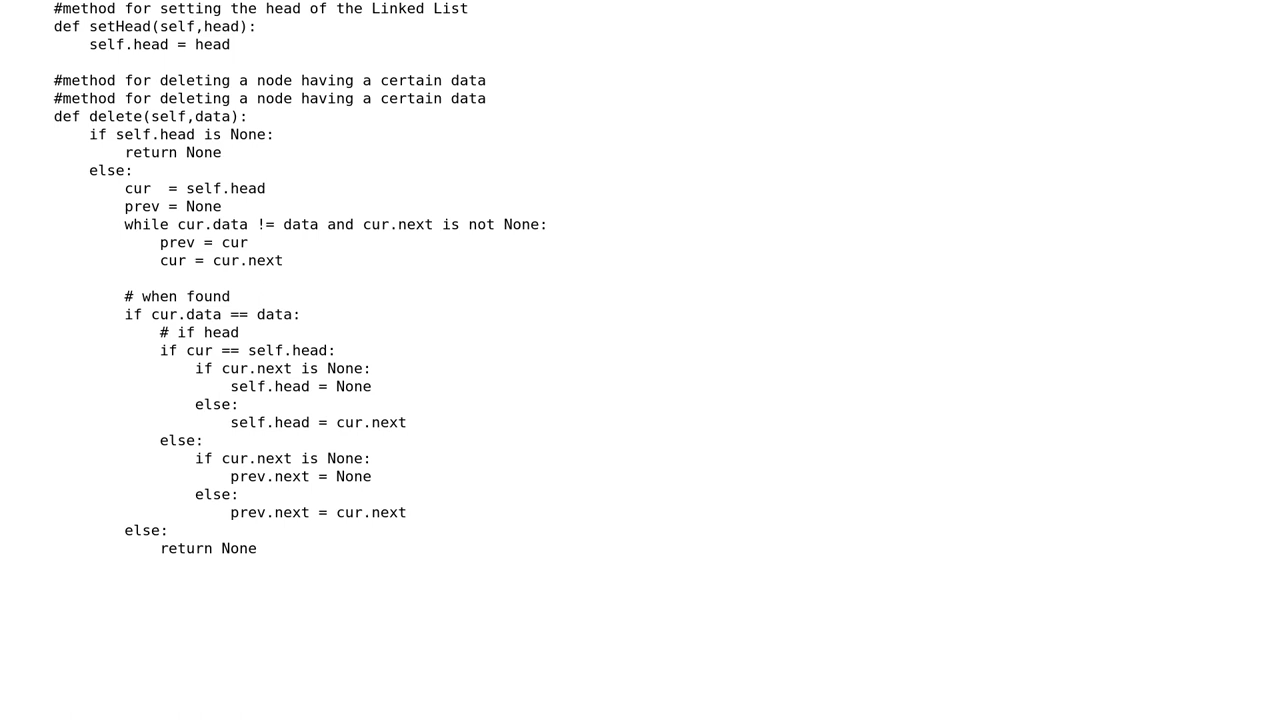 #method for setting the head of the Linked List
def setHead(self,head):
    self.head = head

#method for deleting a node having a certain data
#method for deleting a node having a certain data
def delete(self,data):
    if self.head is None:
        return None
    else:
        cur  = self.head
        prev = None
        while cur.data != data and cur.next is not None:
            prev = cur
            cur = cur.next

        # when found
        if cur.data == data:
            # if head
            if cur == self.head:
                if cur.next is None:
                    self.head = None
                else:
                    self.head = cur.next
            else:
                if cur.next is None:
                    prev.next = None
                else:
                    prev.next = cur.next
        else:
            return None